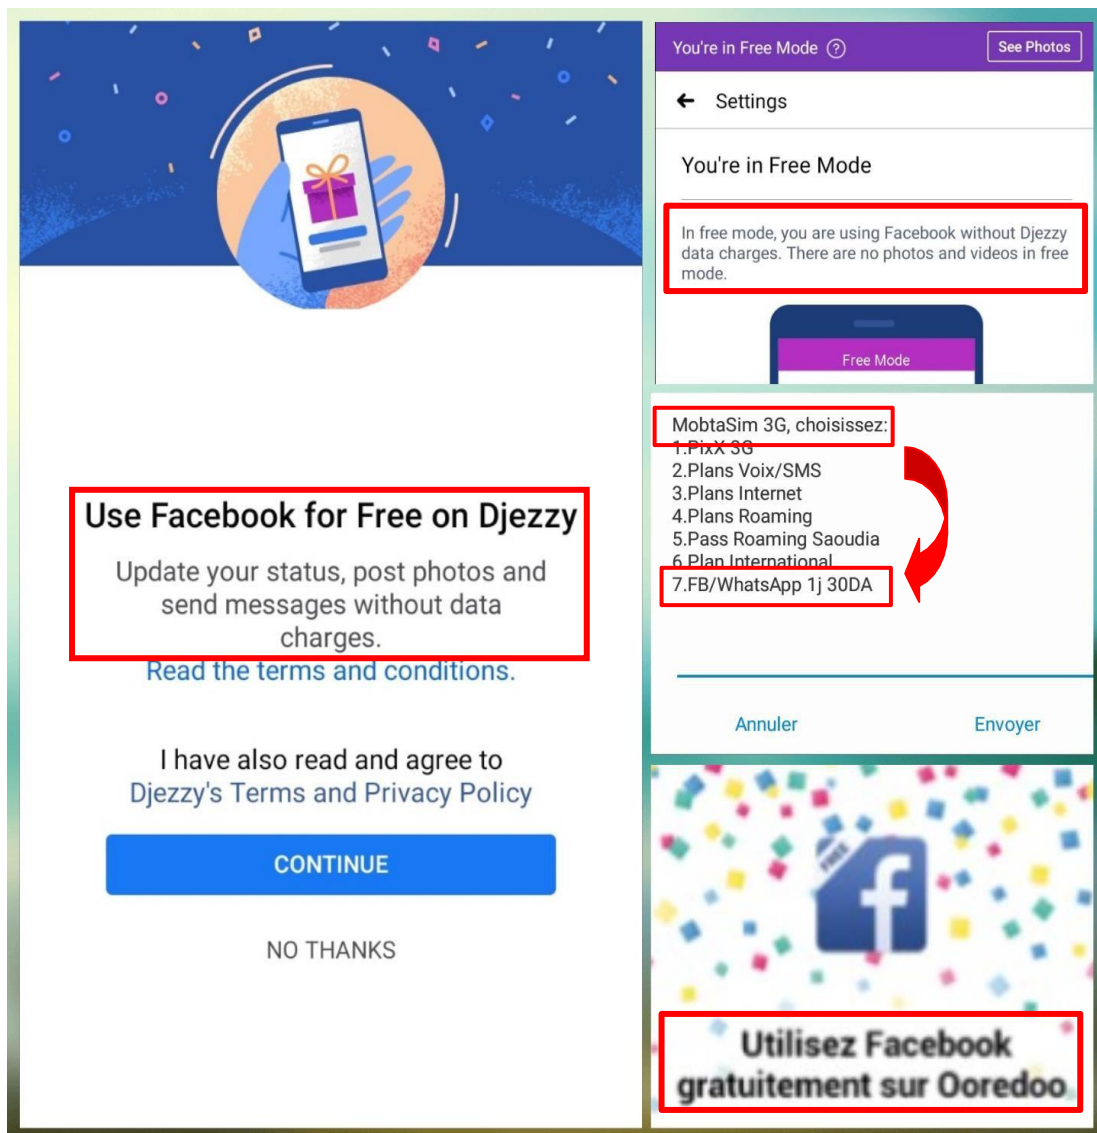 Use Facebook for Free on Djezzy
Update your status, post photos and
send messages without data
charges.
Read the terms and conditions.
I have also read and agree to
Djezzy's Terms and Privacy Policy
CONTINUE
NO THANKS
You're in Free Mode ?
See Photos
Settings
You're in Free Mode
In free mode, you are using Facebook without Djezzy
data charges. There are no photos and videos in free
mode.
Free Mode
MobtaSim 3G, choisissez:
1.PixX 3G
2.Plans Voix/SMS
3.Plans Internet
4.Plans Roaming
5.Pass Roaming Saoudia
6.Plan International
7.FB/WhatsApp 1j 30DA
Annuler
Envoyer
FREE
f
Utilisez Facebook
gratuitement sur Ooredoo